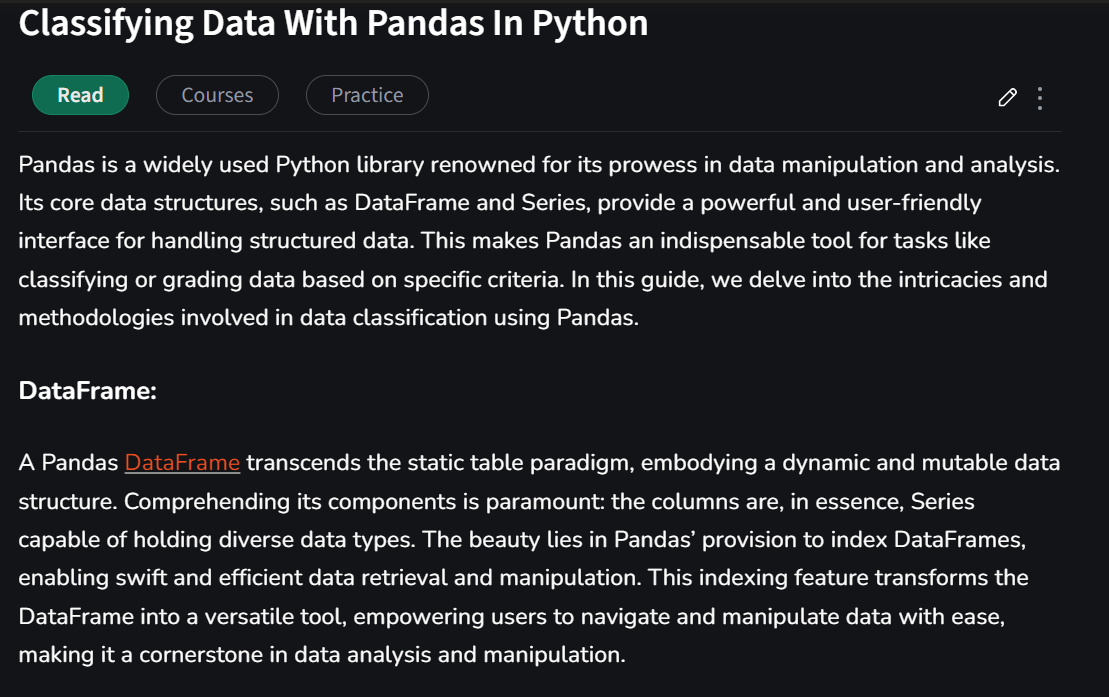 Classifying Data With Pandas In Python
Read Courses Practice
Pandas is a widely used Python library renowned for its prowess in data manipulation and analysis.
Its core data structures, such as DataFrame and Series, provide a powerful and user-friendly
interface for handling structured data. This makes Pandas an indispensable tool for tasks like
classifying or grading data based on specific criteria. In this guide, we delve into the intricacies and
methodologies involved in data classification using Pandas.
DataFrame:
A Pandas DataFrame transcends the static table paradigm, embodying a dynamic and mutable data
structure. Comprehending its components is paramount: the columns are, in essence, Series
capable of holding diverse data types. The beauty lies in Pandas’ provision to index DataFrames,
enabling swift and efficient data retrieval and manipulation. This indexing feature transforms the
DataFrame into a versatile tool, empowering users to navigate and manipulate data with ease,
making it a cornerstone in data analysis and manipulation.